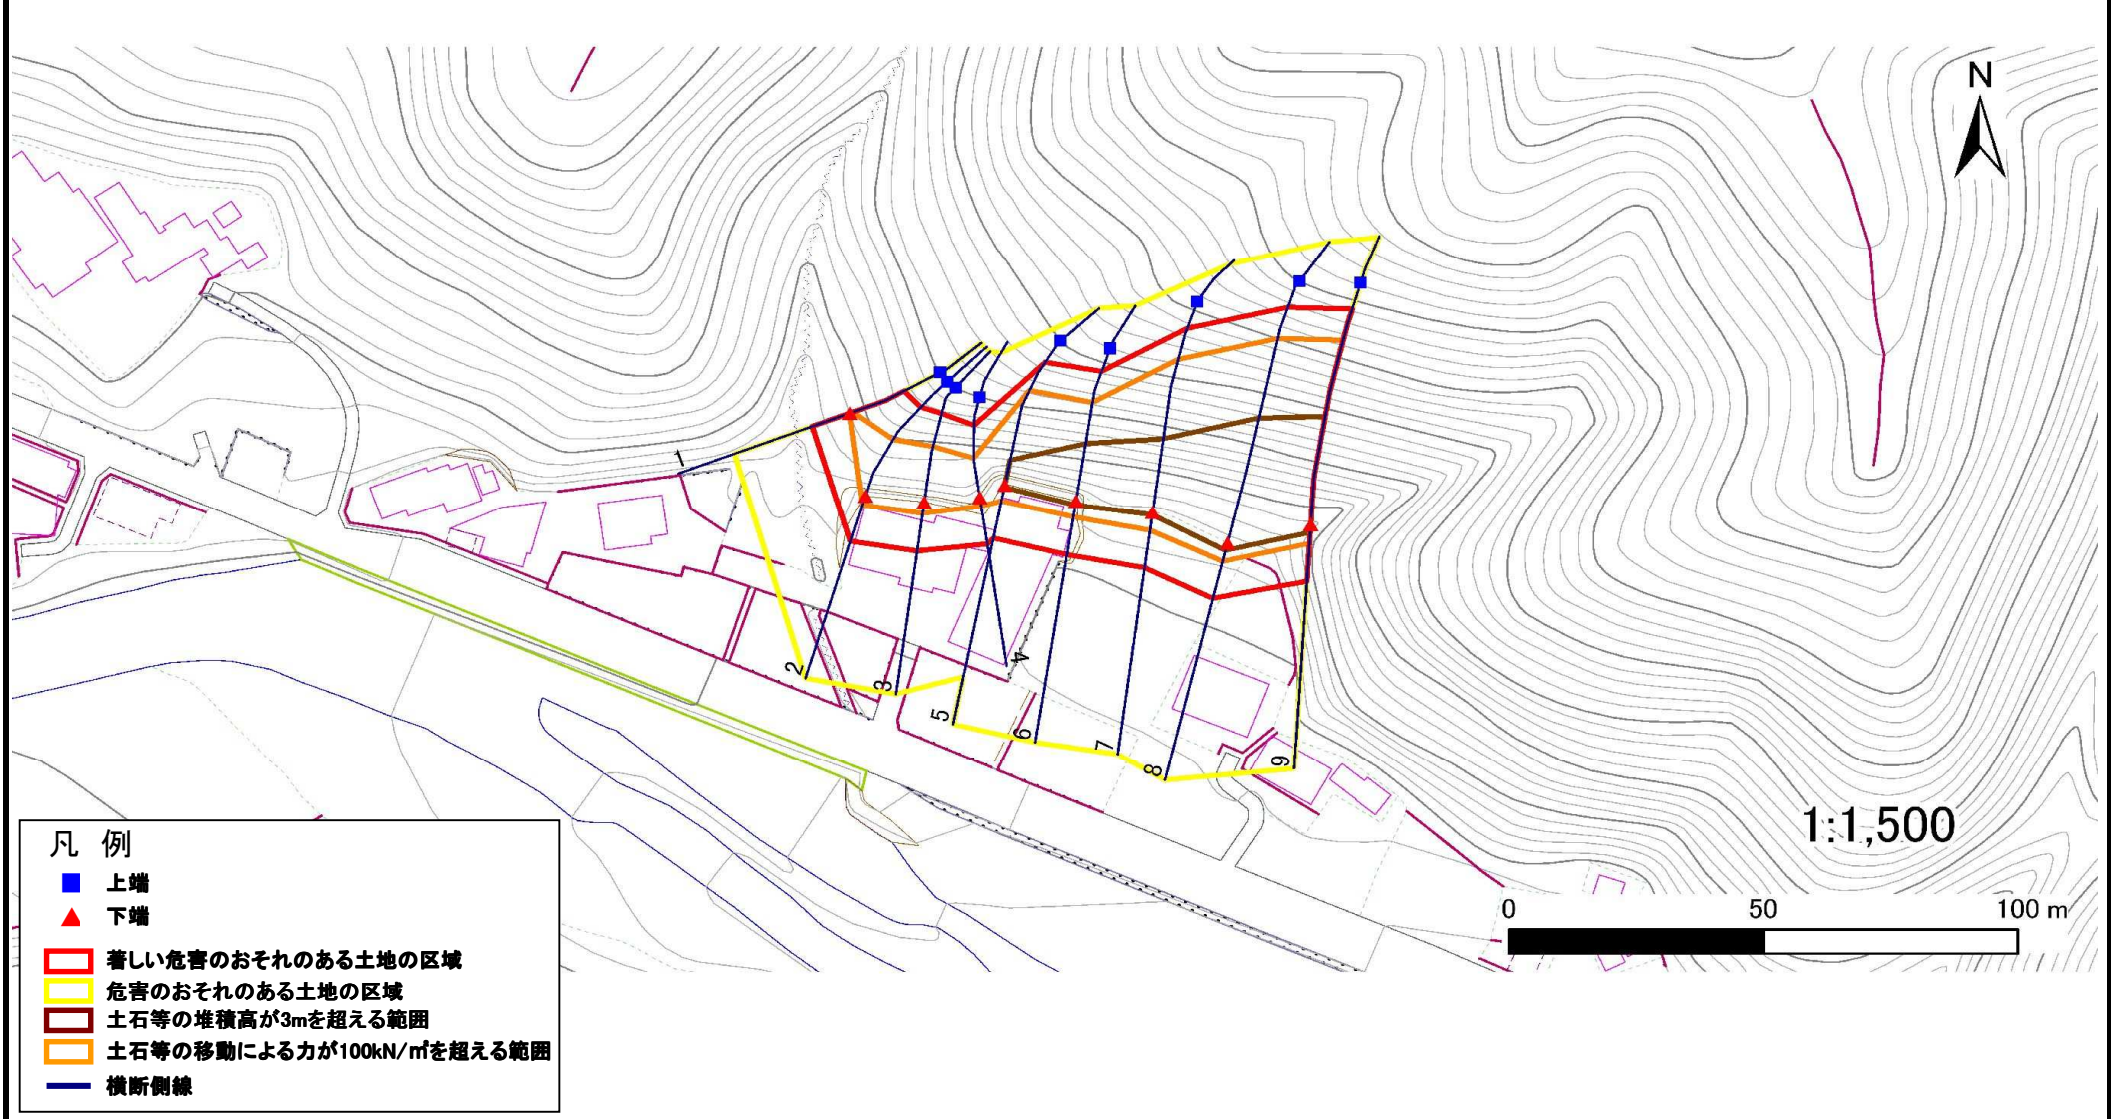 N
1
2
3
4
5
6
7
8
9
1:1,500
0 50 100 m
凡 例
上端
下端
著しい危害のおそれのある土地の区域
危害のおそれのある土地の区域
土石等の堆積高が3mを超える範囲
土石等の移動による力が100kN/㎡を超える範囲
横断側線